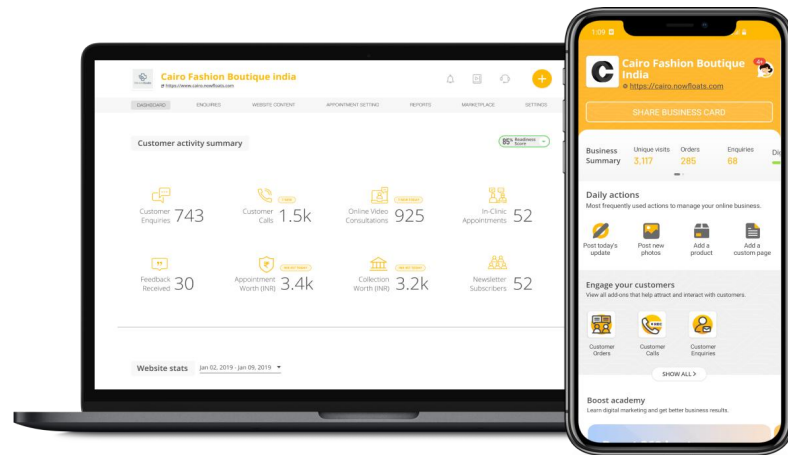 Cairo Fashion Boutique india
https://www.cairo.nowfloats.com
DASHBOARD ENQUIRIES WEBSITE CONTENT APPOINTMENT SETTING REPORTS MARKETPLACE SETTINGS
Customer activity summary
85% Readiness Score
Customer Enquiries 743
Customer Calls 1.5k
Online Video Consultations 925
In-Clinic Appointments 52
Feedback Received 30
Appointment Worth (INR) 3.4k
Collection Worth (INR) 3.2k
Newsletter Subscribers 52
Website stats Jan 02, 2019 - Jan 09, 2019
1:09
Cairo Fashion Boutique
India
https://cairo.nowfloats.com
SHARE BUSINESS CARD
Business Summary
Unique visits 3,117
Orders 285
Enquiries 68
Daily actions
Most frequently used actions to manage your online business.
Post today's update
Post new photos
Add a product
Add a custom page
Engage your customers
View all add-ons that help attract and interact with customers.
Customer Orders
Customer Calls
Customer Enquiries
SHOW ALL >
Boost academy
Learn digital marketing and get better business results.